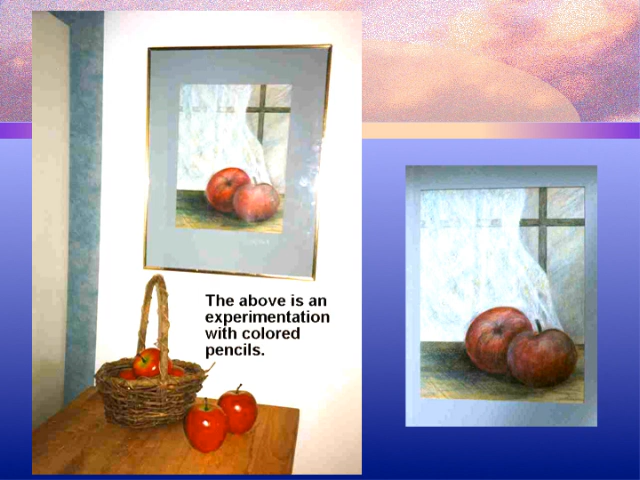 The above is an
experimentation
with colored
pencils.